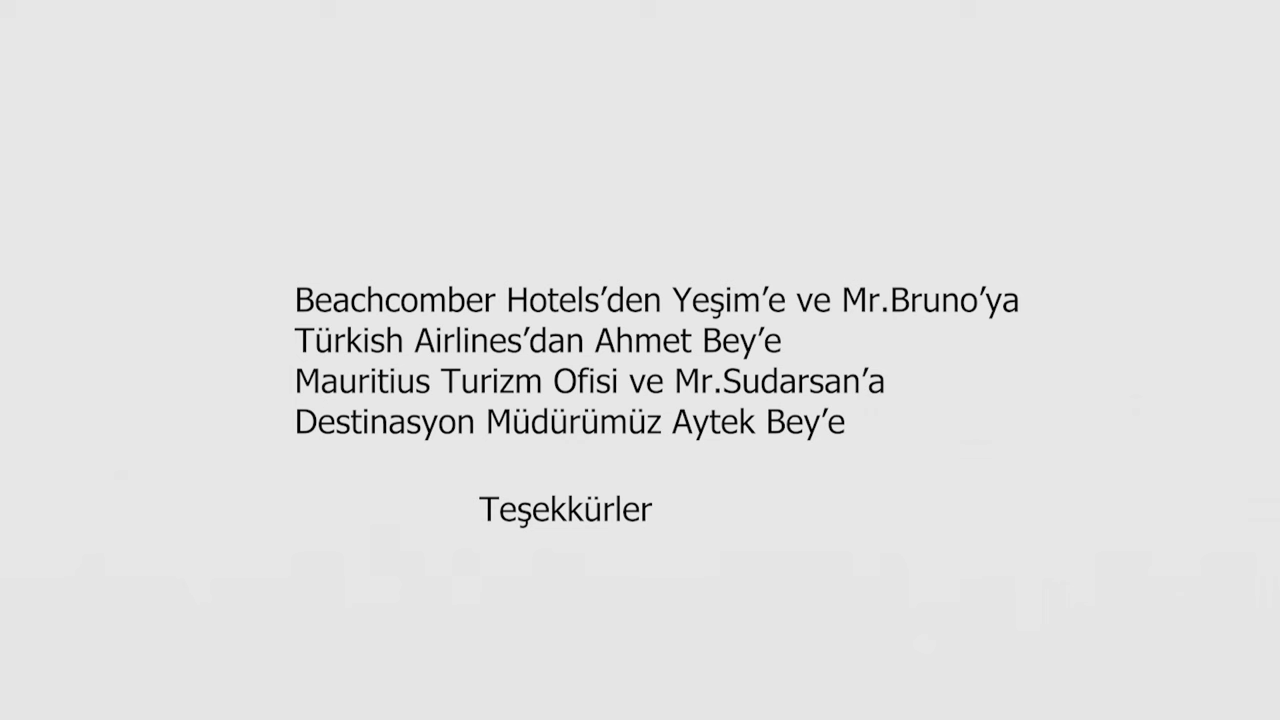 Beachcomber Hotels’den Yeşim’e ve Mr.Bruno’ya
Türkish Airlines’dan Ahmet Bey’e
Mauritius Turizm Ofisi ve Mr.Sudarsan’a
Destinasyon Müdürümüz Aytek Bey’e
Teşekkürler